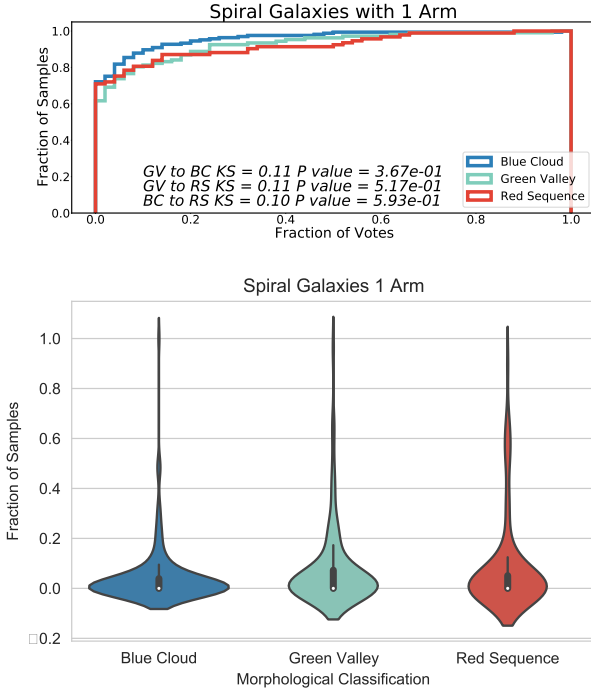 Spiral Galaxies with 1 Arm
1.0
0.8
0.6
0.4
0.2
0.0
Fraction of Samples
GV to BC KS = 0.11 P value = 3.67e-01
GV to RS KS = 0.11 P value = 5.17e-01
BC to RS KS = 0.10 P value = 5.93e-01
Blue Cloud
Green Valley
Red Sequence
0.0 0.2 0.4 0.6 0.8 1.0
Fraction of Votes
Spiral Galaxies 1 Arm
1.0
0.8
0.6
0.4
0.2
0.0
□0.2
Fraction of Samples
Blue Cloud Green Valley Red Sequence
Morphological Classification